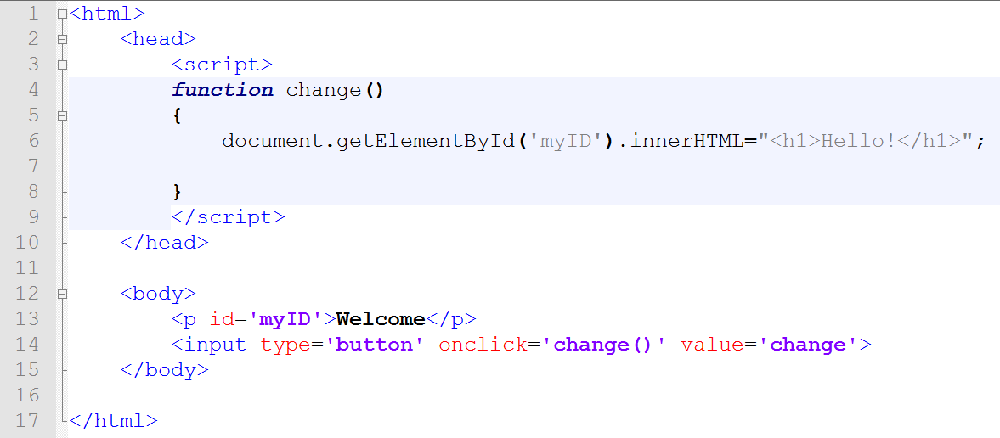 1 <html>
2 <head>
3 <script>
4 function change()
5 {
6 document.getElementById('myID').innerHTML="<h1>Hello!</h1>";
7
8 }
9 </script>
10 </head>
11
12 <body>
13 <p id='myID'>Welcome</p>
14 <input type='button' onclick='change()' value='change'>
15 </body>
16
17 </html>